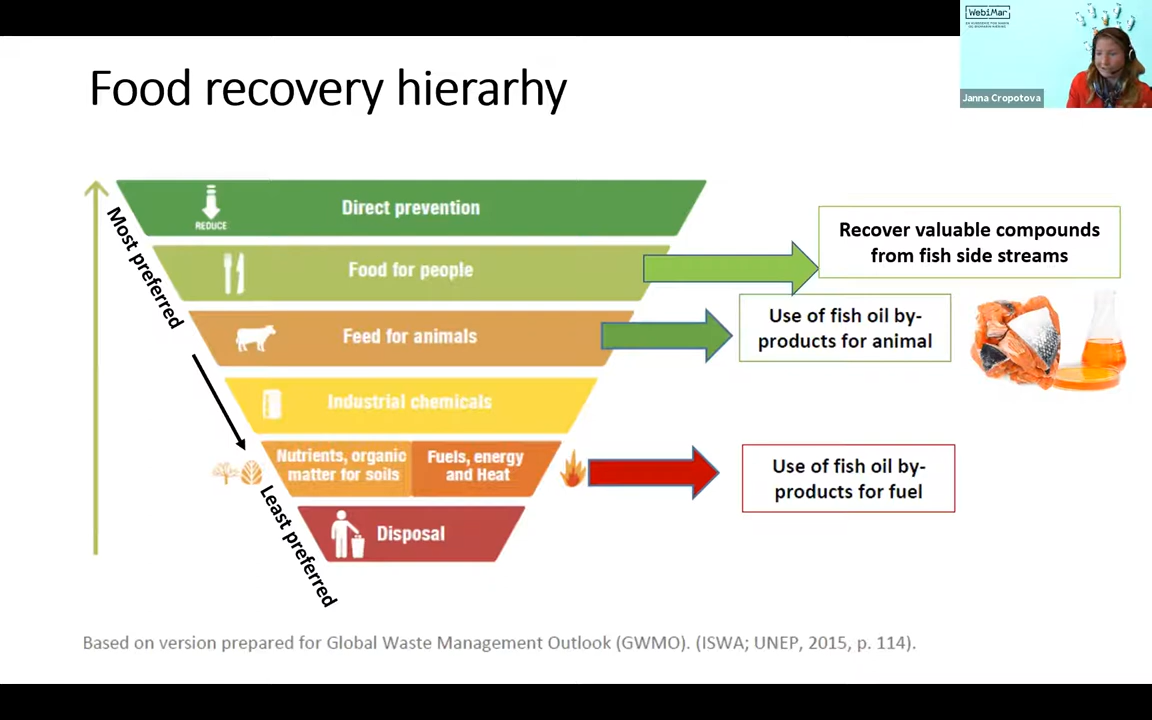 WebiMar
Janna Cropotova
Food recovery hierarhy
Most preferred
Least preferred
REDUCE
Direct prevention
Food for people
Feed for animals
Industrial chemicals
Nutrients, organic
matter for soils
Fuels, energy
and Heat
Disposal
Recover valuable compounds
from fish side streams
Use of fish oil by-
products for animal
Use of fish oil by-
products for fuel
Based on version prepared for Global Waste Management Outlook (GWMO). (ISWA; UNEP, 2015, p. 114).